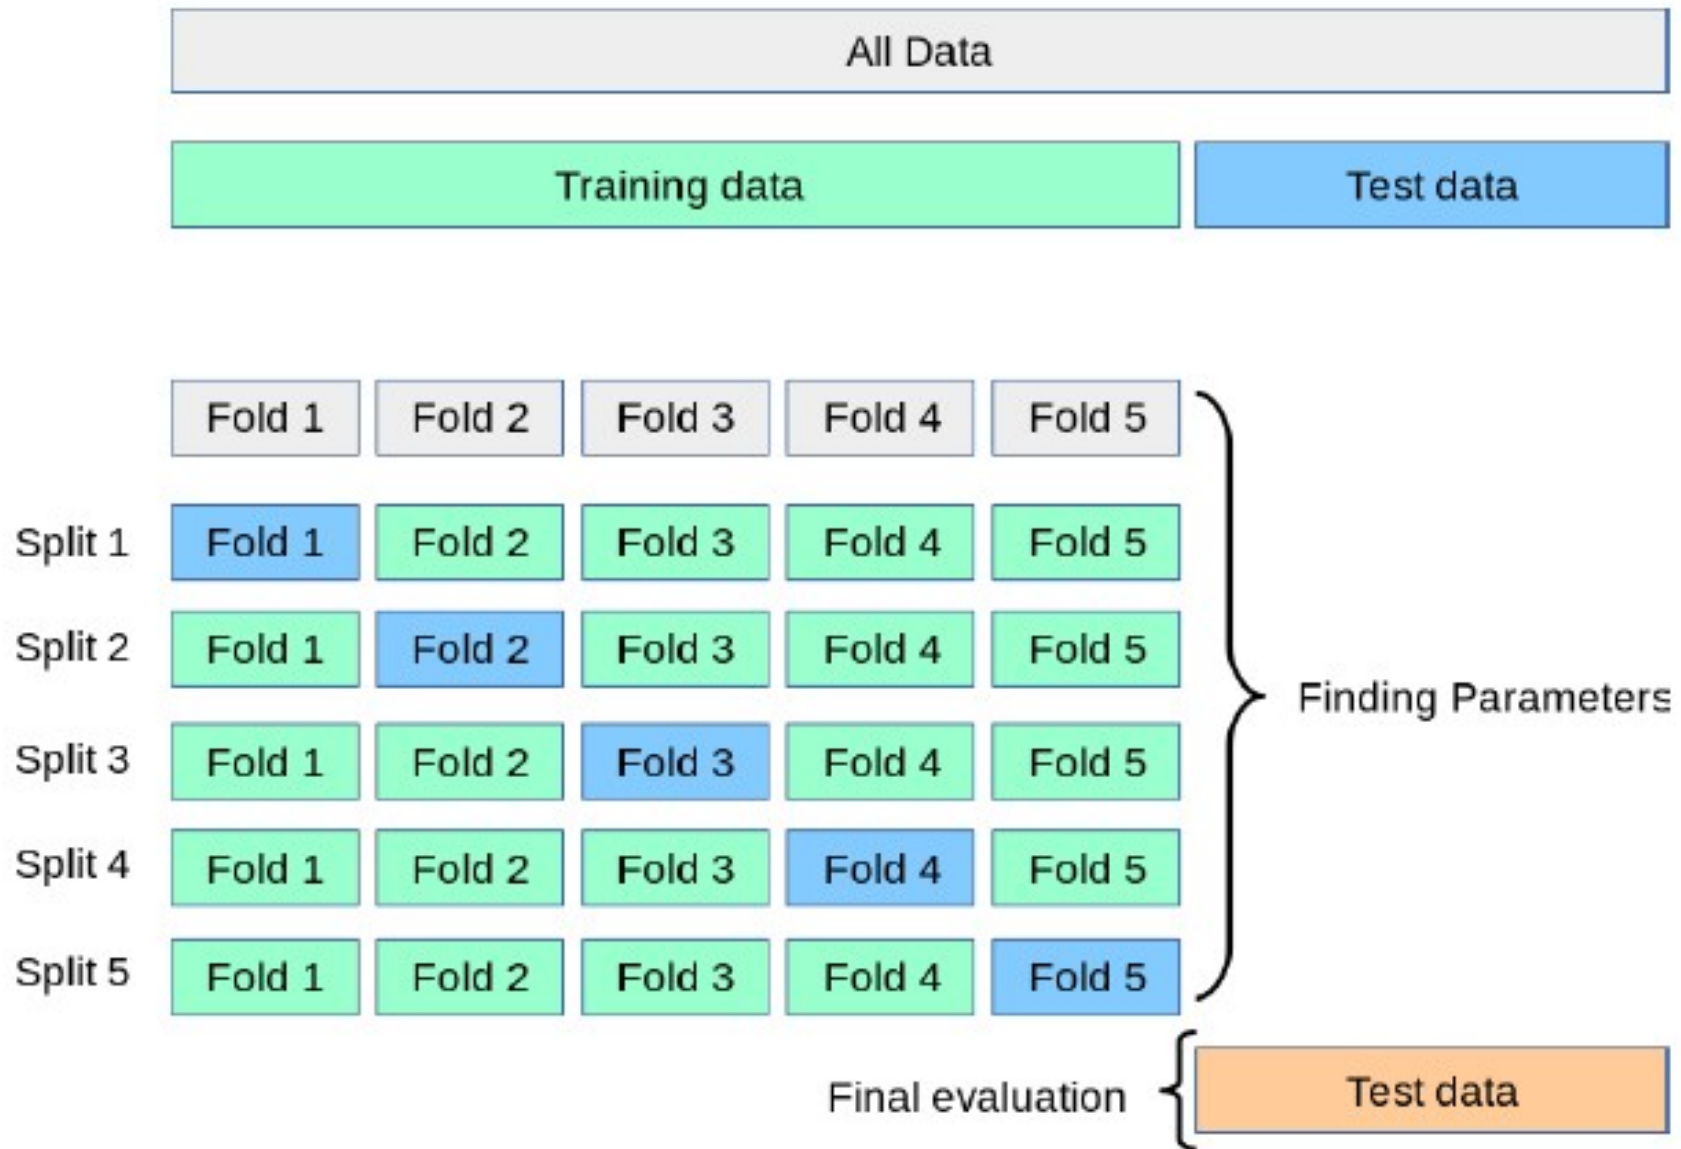 All Data
Training data Test data
Fold 1 Fold 2 Fold 3 Fold 4 Fold 5
Split 1 Fold 1 Fold 2 Fold 3 Fold 4 Fold 5
Split 2 Fold 1 Fold 2 Fold 3 Fold 4 Fold 5
Finding Parameters
Split 3 Fold 1 Fold 2 Fold 3 Fold 4 Fold 5
Split 4 Fold 1 Fold 2 Fold 3 Fold 4 Fold 5
Split 5 Fold 1 Fold 2 Fold 3 Fold 4 Fold 5
Final evaluation Test data